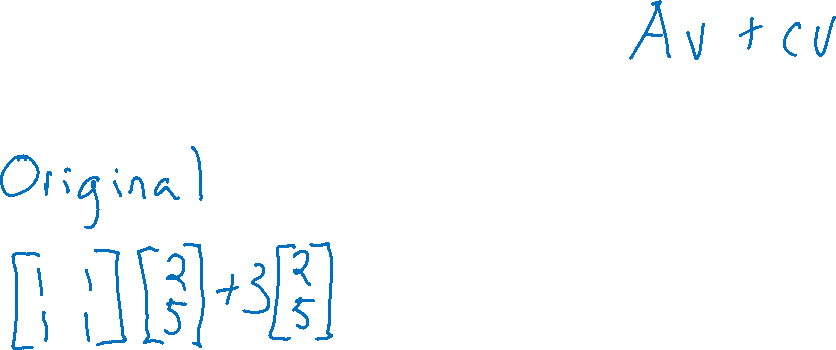 Av + cv
Original
[1 1 1 1] [2 5] + 3 [2 5]